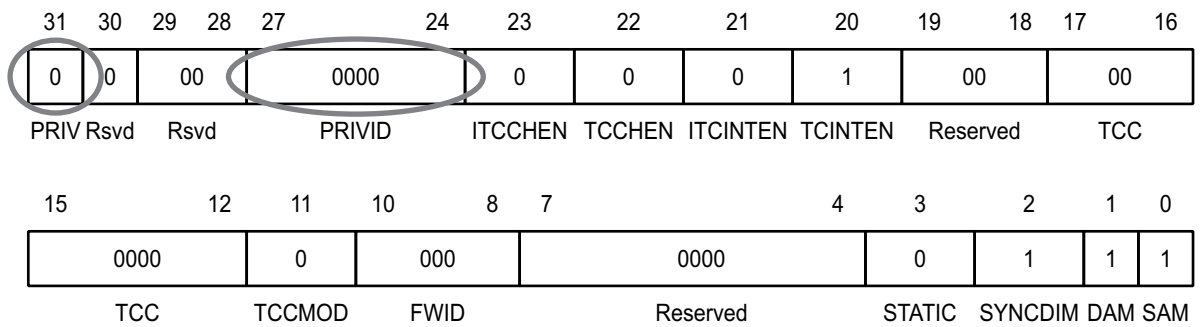 31 30 29 28 27 24 23 22 21 20 19 18 17 16
0 0 00 0000 0 0 0 1 00 00
PRIV Rsvd Rsvd PRIVID ITCCHEN TCCHEN ITCINTEN TCINTEN Reserved TCC
15 12 11 10 8 7 4 3 2 1 0
0000 0 000 0000 0 1 1 1
TCC TCCMOD FWID Reserved STATIC SYNCDIM DAM SAM